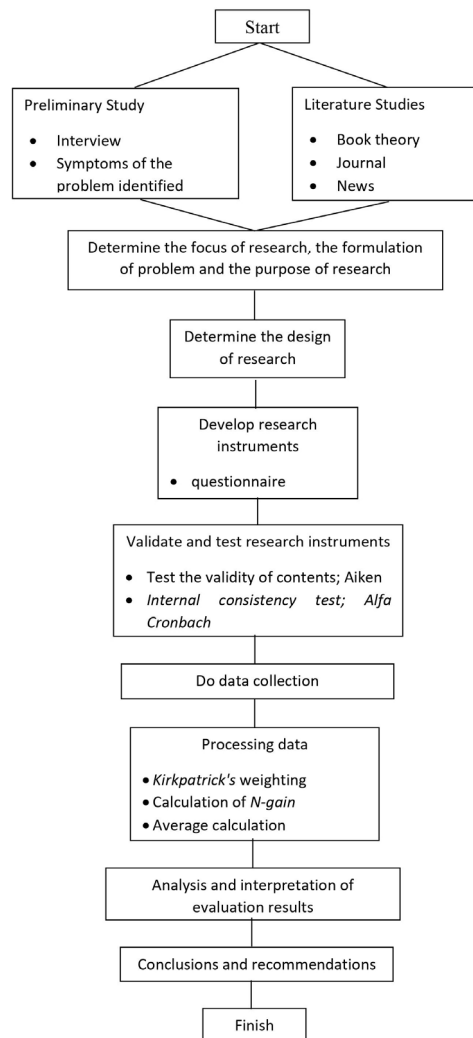 Start
Preliminary Study
• Interview
• Symptoms of the
problem identified
Literature Studies
• Book theory
• Journal
• News
Determine the focus of research, the formulation
of problem and the purpose of research
Determine the design
of research
Develop research
instruments
• questionnaire
Validate and test research instruments
• Test the validity of contents; Aiken
• Internal consistency test; Alfa
Cronbach
Do data collection
Processing data
• Kirkpatrick's weighting
• Calculation of N-gain
• Average calculation
Analysis and interpretation of
evaluation results
Conclusions and recommendations
Finish